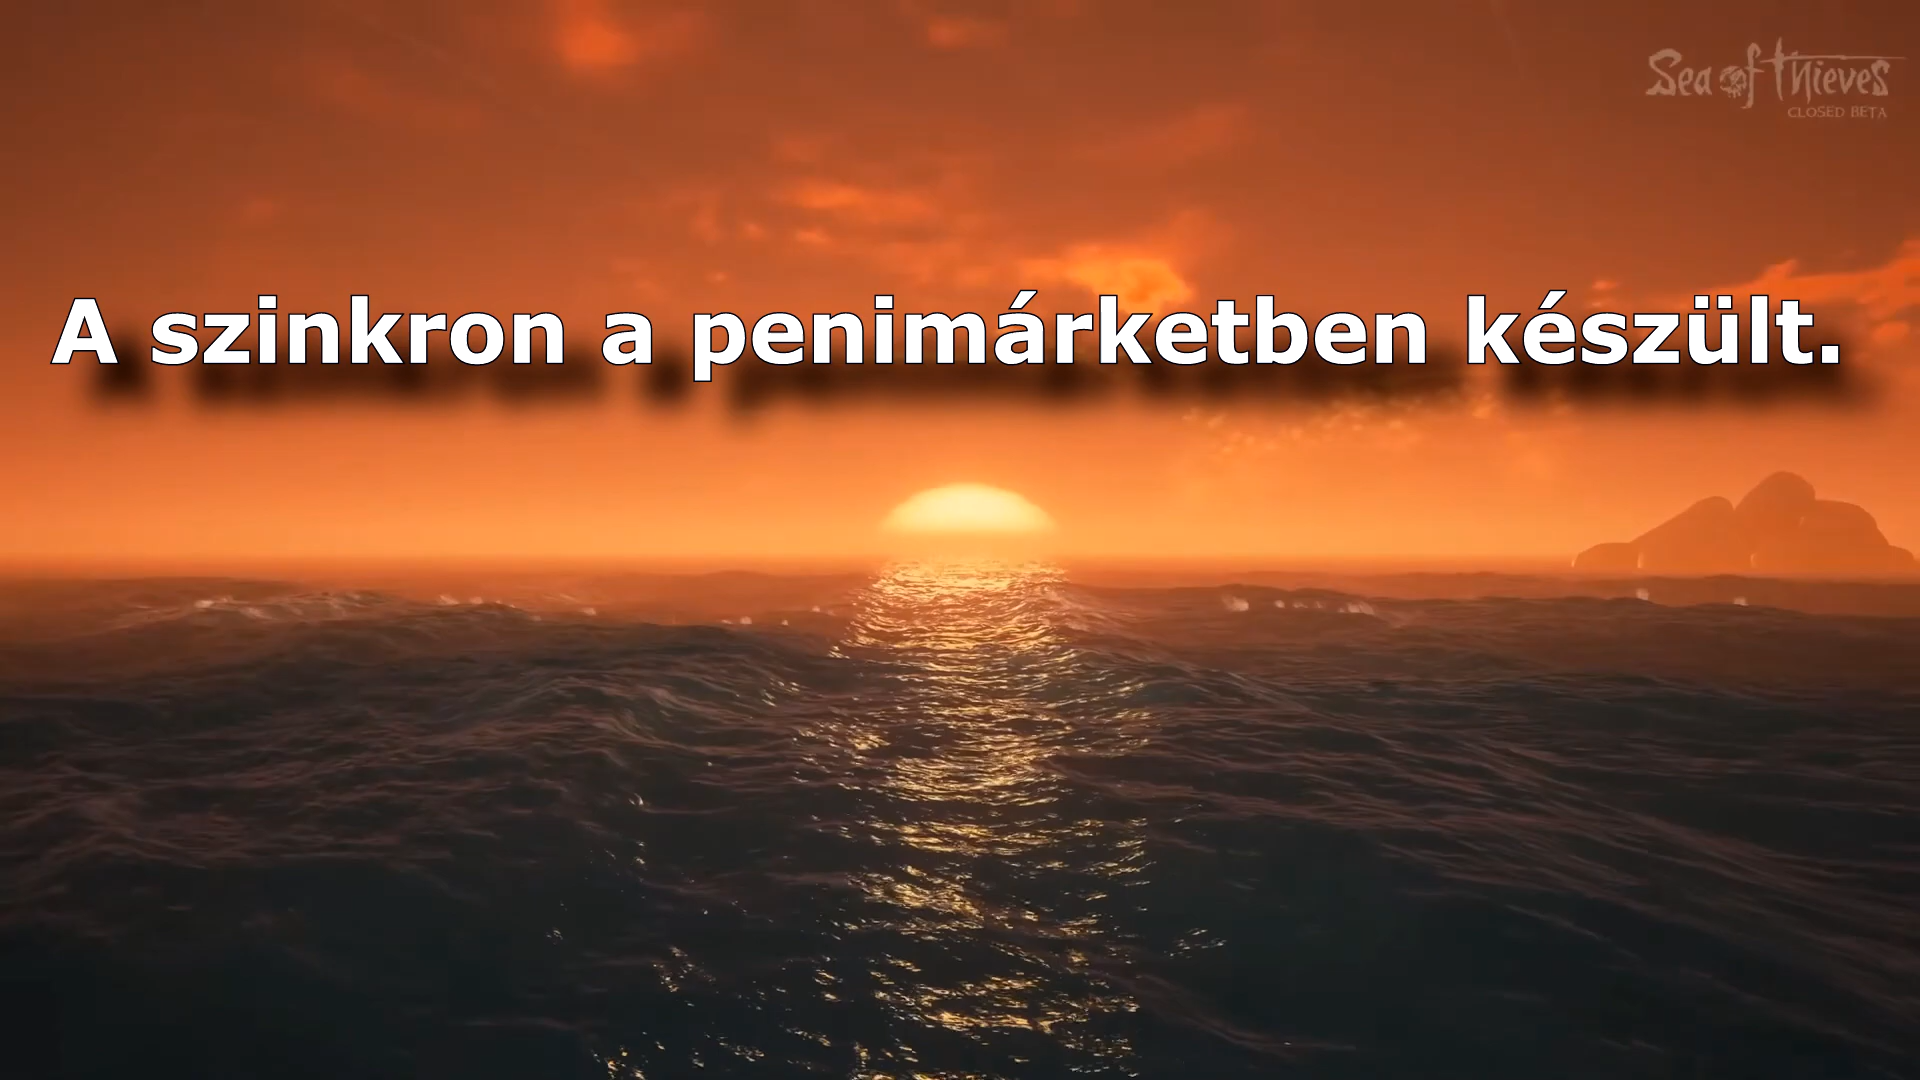 Sea of Thieves
CLOSED BETA
A szinkron a penimárketben készült.